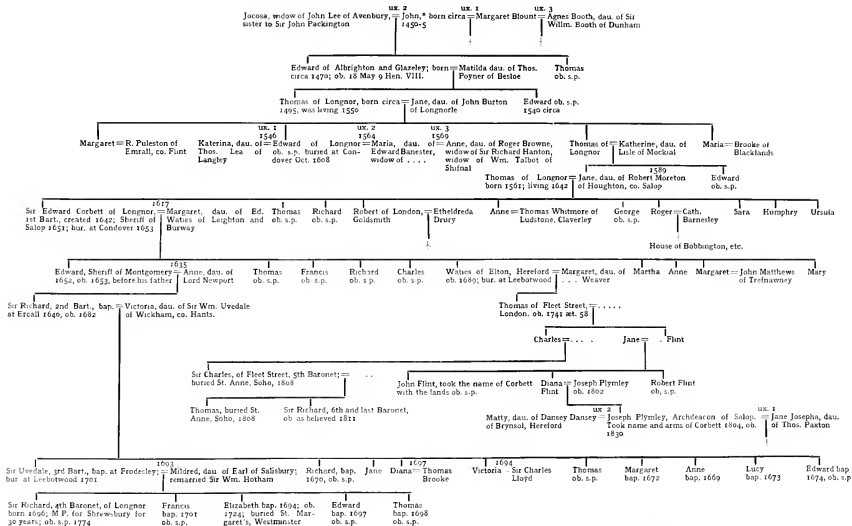 ux. 2 ux. 1 ux. 3
Jocosa, widow of John Lee of Avenbury, = John,* born circa = Margaret Blount = Agnes Booth, dau. of Sir
sister to Sir John Packington 1450-5 Willm. Booth of Dunham
Edward of Albrighton and Glazeley; born = Matilda dau. of Thos. Thomas
circa 1470; ob. 18 May 9 Hen. VIII. Poyner of Besloe ob. s.p.
Thomas of Longnor, born circa = Jane, dau. of John Burton Edward ob. s.p.
1495, was living 1550 of Longnorle 1540 circa
ux. 1 ux. 2 ux. 3
1546 1564 1569
Margaret = R. Puleston of Katerina, dau. of = Edward of Longnor = Maria, dau. of = Anne, dau. of Roger Browne, Thomas of = Katherine, dau. of Maria = Brooke of
Emrall, co. Flint Thos. Lea of ob. s.p. buried at Con- Edward Banester, widow of Sir Richard Hanton, Longnor Lisle of Mockial Blacklands
Langley dover Oct. 1608 widow of . . . . widow of Wm. Talbot of
Shifnal
1589
Thomas of Longnor = Jane, dau. of Robert Moreton Edward
born 1561; living 1642 of Houghton, co. Salop ob. s.p.
1617
Sir Edward Corbett of Longnor, = Margaret, dau. of Ed. Thomas Richard Robert of London, = Etheldreda Anne = Thomas Whitmore of George Roger = Cath. Sara Humphry Ursula
1st Bart., created 1642; Sheriff of Waties of Leighton and ob. s.p. ob. s.p. Goldsmith Drury Ludstone, Claverley ob. s.p. Barnesley
Salop 1651; bur. at Condover 1653 Burway
House of Bobbington, etc.
1635
Edward, Sheriff of Montgomery = Anne, dau. of Thomas Francis Richard Charles Waties of Elton, Hereford = Margaret, dau. of Martha Anne Margaret = John Matthews Mary
1652, ob. 1653, before his father Lord Newport ob. s.p. ob. s.p. ob. s.p. ob. s.p. ob. 1689; bur. at Leebotwood . . . Weaver of Trefnawney
Sir Richard, 2nd Bart., bap. = Victoria, dau. of Sir Wm. Uvedale Thomas of Fleet Street, = . . . . .
at Ercall 1640, ob. 1682 of Wickham, co. Hants. London. ob. 1741 æt. 58
Charles = . . . Jane = . Flint
Sir Charles, of Fleet Street, 5th Baronet; = . . John Flint, took the name of Corbett Diana = Joseph Plymley Robert Flint
buried St. Anne, Soho, 1808 with the lands ob. s.p. Flint ob. 1802 ob. s.p.
Thomas, buried St. Sir Richard, 6th and last Baronet,
Anne, Soho, 1808 ob as believed 1811
ux 2 ux. 1
Matty, dau. of Dansey Dansey = Joseph Plymley, Archdeacon of Salop. = Jane Josepha, dau.
of Brynsol, Hereford Took name and arms of Corbett 1804, ob. of Thos. Paxton
1830
1693 1697 1694
Sir Uvedale, 3rd Bart., bap. at Frodesley; = Mildred, dau. of Earl of Salisbury; Richard, bap. Jane Diana = Thomas Victoria - Sir Charles Thomas Margaret Anne Lucy Edward bap
bur at Leebotwood 1701 remarried Sir Wm. Hotham 1670, ob. s.p. Brooke Lloyd ob. s.p. bap. 1672 bap. 1669 bap. 1673 1674, ob s.p.
Sir Richard, 4th Baronet, of Longnor Francis Elizabeth bap. 1694; ob. Edward Thomas
born 1696; M P. for Shrewsbury for bap. 1701 1724; buried St. Mar- bap. 1697 bap. 1698
30 years; ob. s.p. 1774 ob s.p. garet's, Westminster ob s.p. ob s.p.